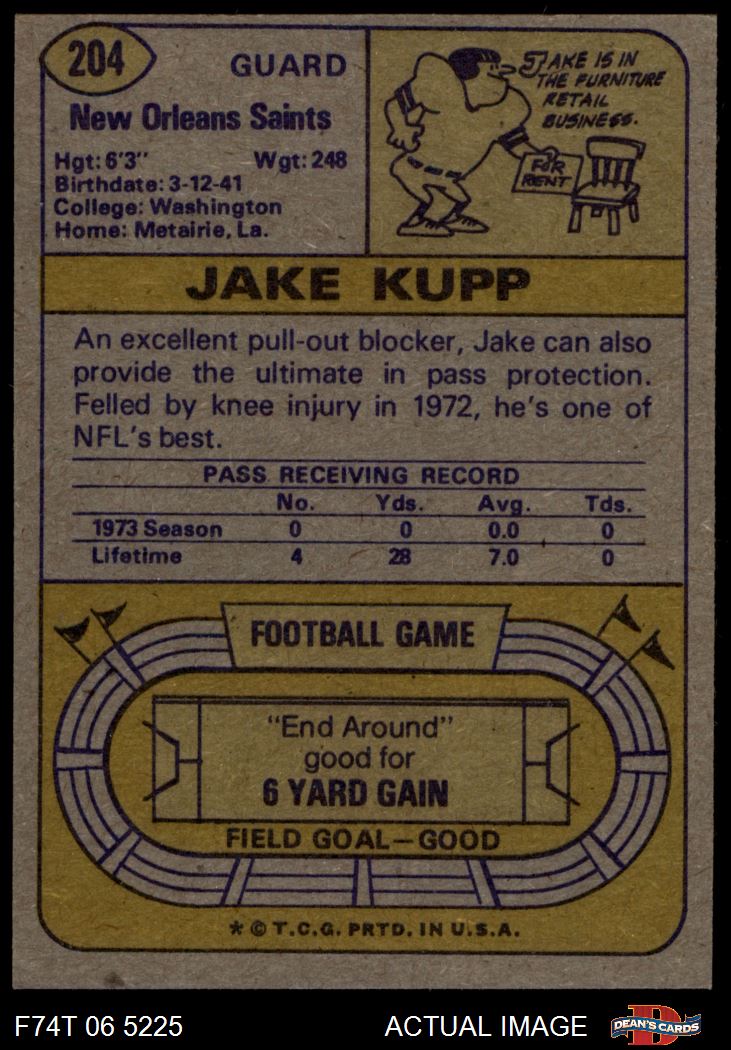 204
GUARD
New Orleans Saints
Hgt: 6'3" Wgt: 248
Birthdate: 3-12-41
College: Washington
Home: Metairie, La.
JAKE IS IN
THE FURNITURE
RETAIL
BUSINESS.
FOR
RENT
JAKE KUPP
An excellent pull-out blocker, Jake can also
provide the ultimate in pass protection.
Felled by knee injury in 1972, he's one of
NFL's best.
PASS RECEIVING RECORD
No. Yds. Avg. Tds.
1973 Season 0 0 0.0 0
Lifetime 4 28 7.0 0
FOOTBALL GAME
"End Around"
good for
6 YARD GAIN
FIELD GOAL—GOOD
* © T.C.G. PRTD. IN U.S.A.
F74T 06 5225 ACTUAL IMAGE
D
DEAN'S CARDS